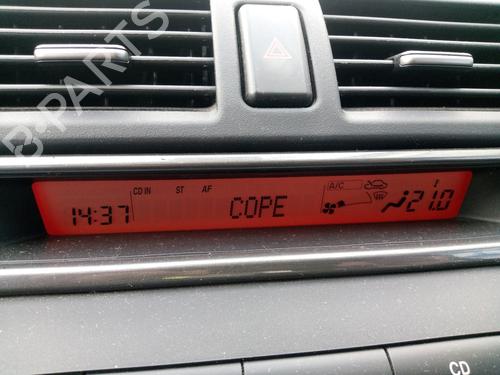 B-PARTS
CD IN ST AF A/C
14:37 COPE 21.0
CD